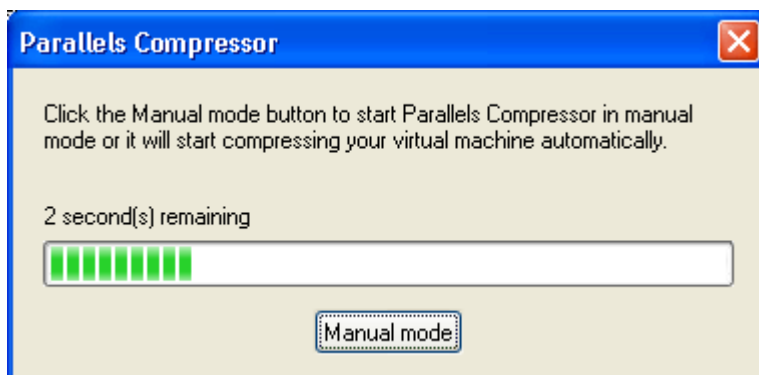 Parallels Compressor
Click the Manual mode button to start Parallels Compressor in manual
mode or it will start compressing your virtual machine automatically.
2 second(s) remaining
Manual mode